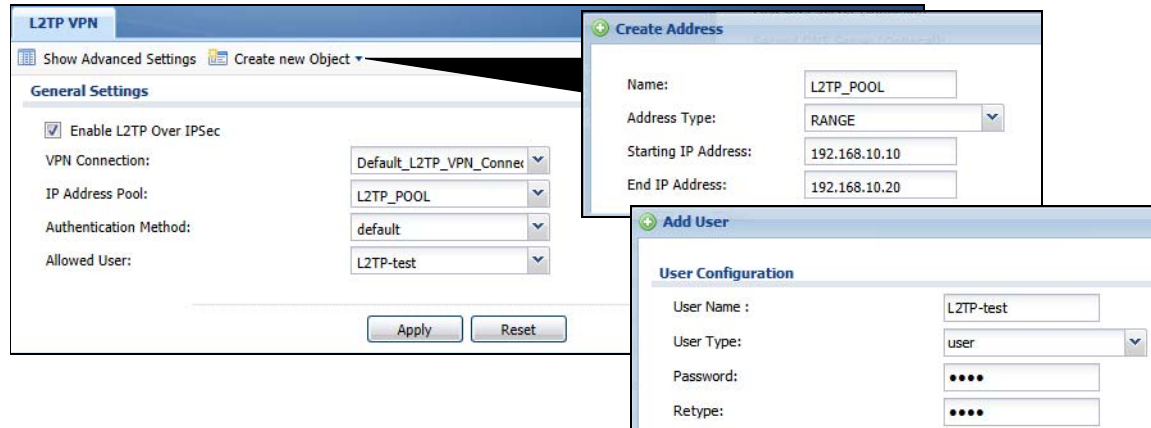 L2TP VPN
Show Advanced Settings Create new Object
General Settings
Enable L2TP Over IPSec
VPN Connection: Default_L2TP_VPN_Connec
IP Address Pool: L2TP_POOL
Authentication Method: default
Allowed User: L2TP-test
Apply Reset
Create Address
Name: L2TP_POOL
Address Type: RANGE
Starting IP Address: 192.168.10.10
End IP Address: 192.168.10.20
Add User
User Configuration
User Name : L2TP-test
User Type: user
Password: ••••
Retype: ••••